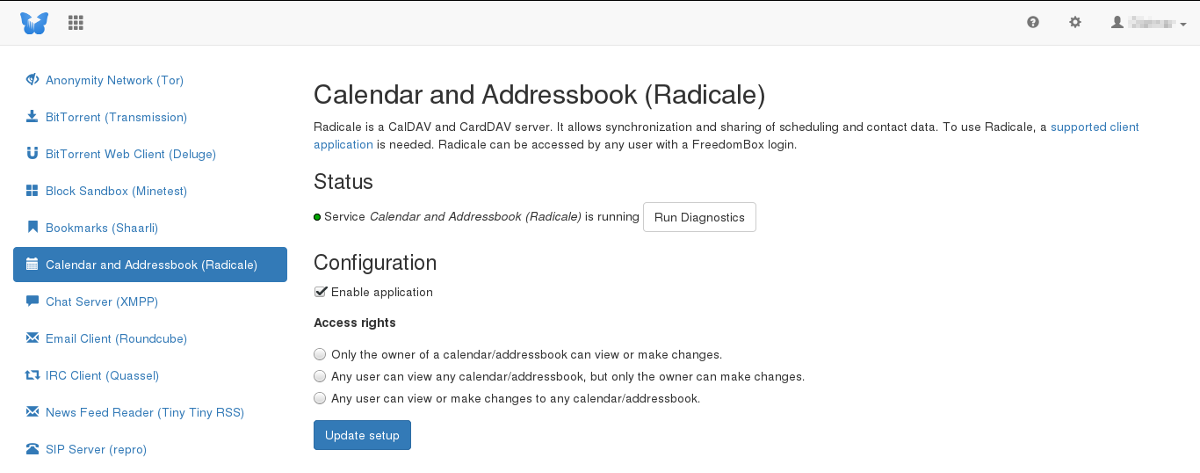 Anonymity Network (Tor)
BitTorrent (Transmission)
BitTorrent Web Client (Deluge)
Block Sandbox (Minetest)
Bookmarks (Shaarli)
Calendar and Addressbook (Radicale)
Chat Server (XMPP)
Email Client (Roundcube)
IRC Client (Quassel)
News Feed Reader (Tiny Tiny RSS)
SIP Server (repro)
Calendar and Addressbook (Radicale)
Radicale is a CalDAV and CardDAV server. It allows synchronization and sharing of scheduling and contact data. To use Radicale, a supported client
application is needed. Radicale can be accessed by any user with a FreedomBox login.
Status
Service Calendar and Addressbook (Radicale) is running Run Diagnostics
Configuration
Enable application
Access rights
Only the owner of a calendar/addressbook can view or make changes.
Any user can view any calendar/addressbook, but only the owner can make changes.
Any user can view or make changes to any calendar/addressbook.
Update setup